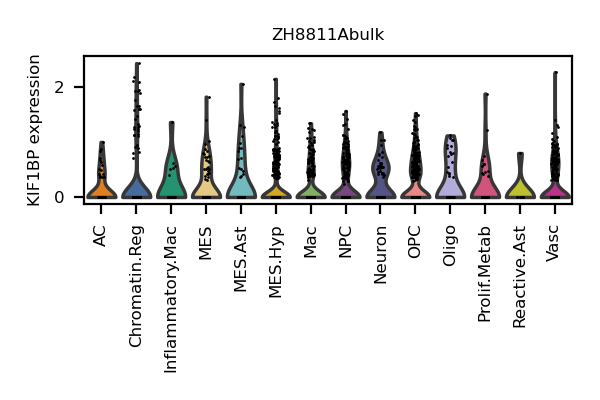 ZH8811Abulk
KIF1BP expression
2
0
AC
Chromatin.Reg
Inflammatory.Mac
MES
MES.Ast
MES.Hyp
Mac
NPC
Neuron
OPC
Oligo
Prolif.Metab
Reactive.Ast
Vasc